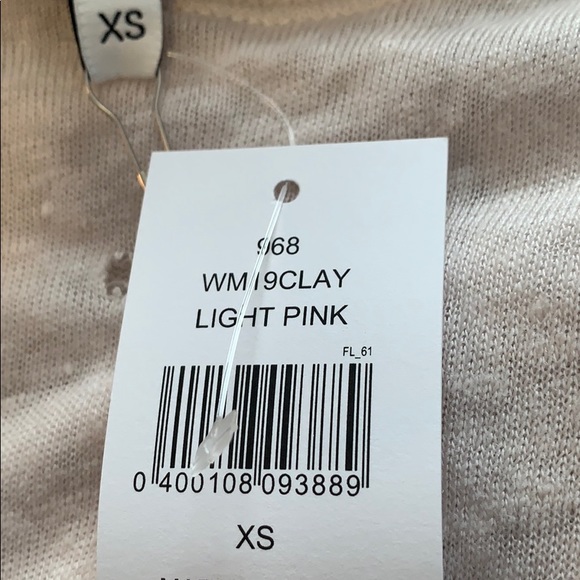 XS
968
WM19CLAY
LIGHT PINK
FL_61
0 400108 093889
XS